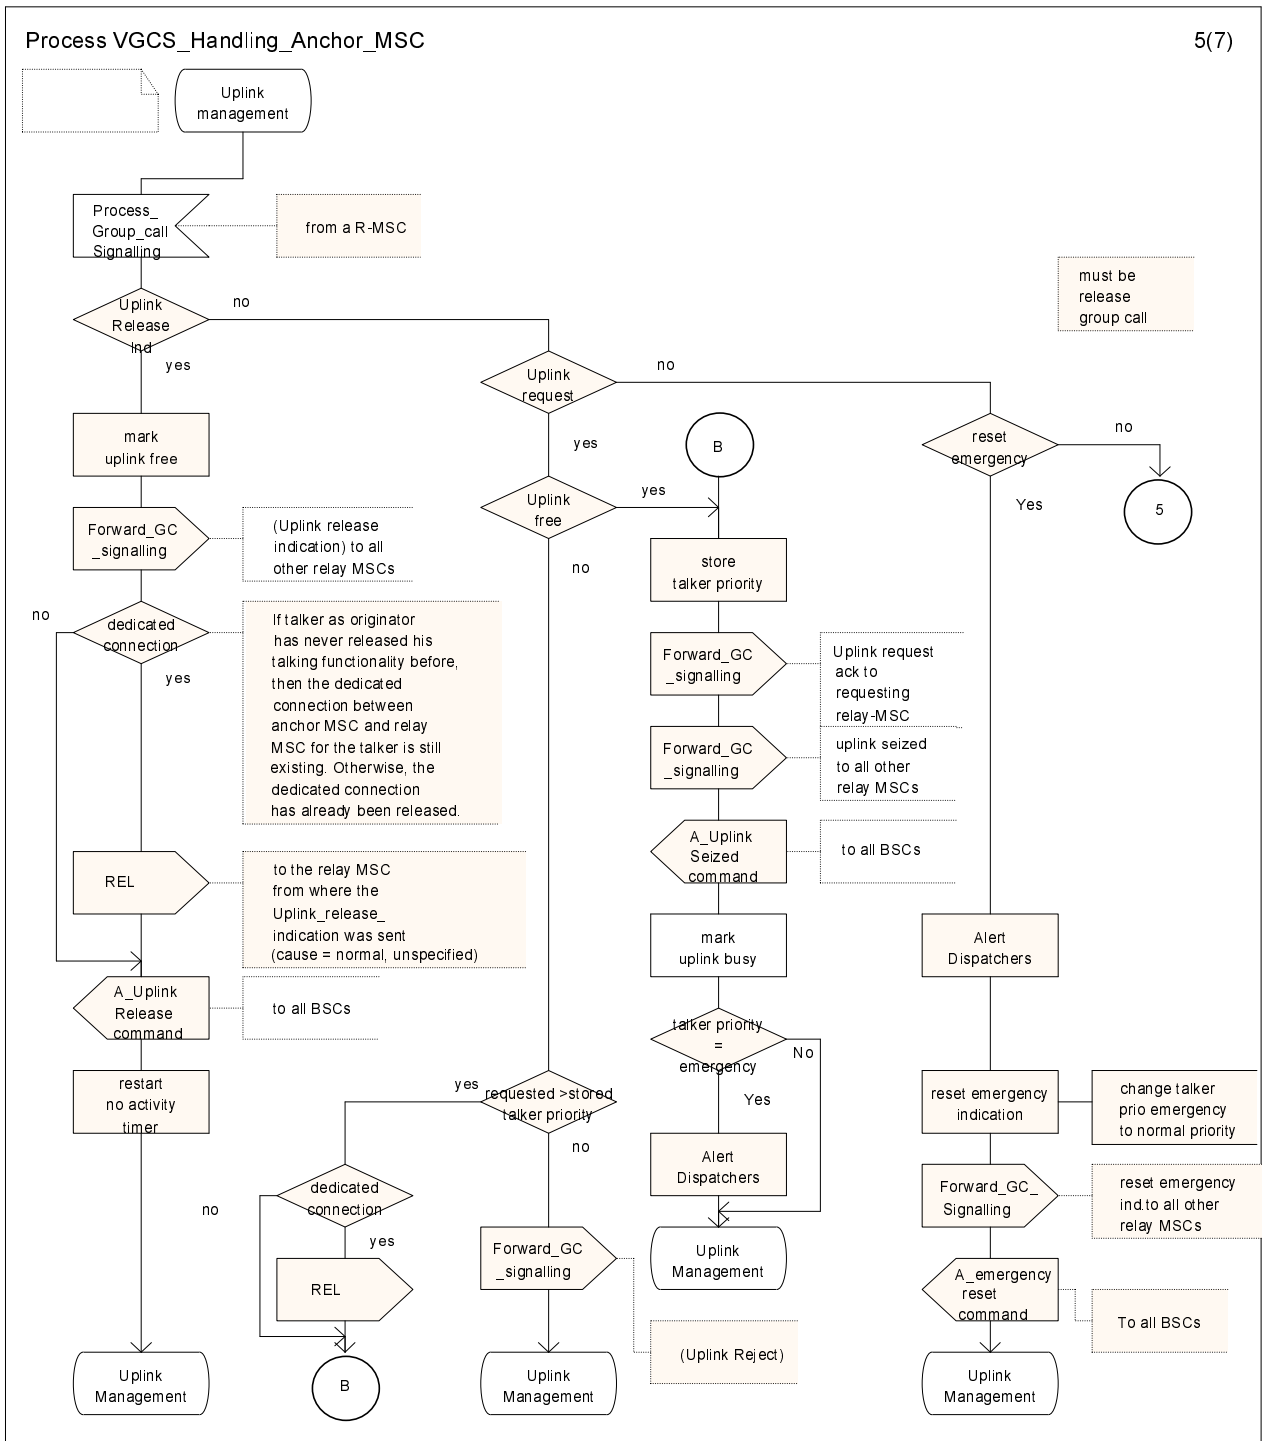 Process VGCS_Handling_Anchor_MSC
5(7)
Uplink
management
Process_
Group_call
Signalling
from a R-MSC
must be
release
group call
Uplink
Release
Ind
no
yes
Uplink
request
no
yes
mark
uplink free
B
reset
emergency
no
Yes
5
Uplink
free
yes
no
Forward_GC
_signalling
(Uplink release
indication) to all
other relay MSCs
store
talker priority
no
dedicated
connection
yes
If talker as originator
has never released his
talking functionality before,
then the dedicated
connection between
anchor MSC and relay
MSC for the talker is still
existing. Otherwise, the
dedicated connection
has already been released.
Forward_GC
_signalling
Uplink request
ack to
requesting
relay-MSC
Forward_GC
_signalling
uplink seized
to all other
relay MSCs
A_Uplink
Seized
command
to all BSCs
REL
to the relay MSC
from where the
Uplink_release_
indication was sent
(cause = normal, unspecified)
mark
uplink busy
Alert
Dispatchers
A_Uplink
Release
command
to all BSCs
talker priority
=
emergency
No
Yes
restart
no activity
timer
yes
requested >stored
talker priority
no
reset emergency
indication
change talker
prio emergency
to normal priority
Alert
Dispatchers
no
dedicated
connection
yes
Forward_GC_
Signalling
reset emergency
ind.to all other
relay MSCs
Forward_GC
_signalling
Uplink
Management
REL
A_emergency
reset
command
To all BSCs
(Uplink Reject)
Uplink
Management
B
Uplink
Management
Uplink
Management